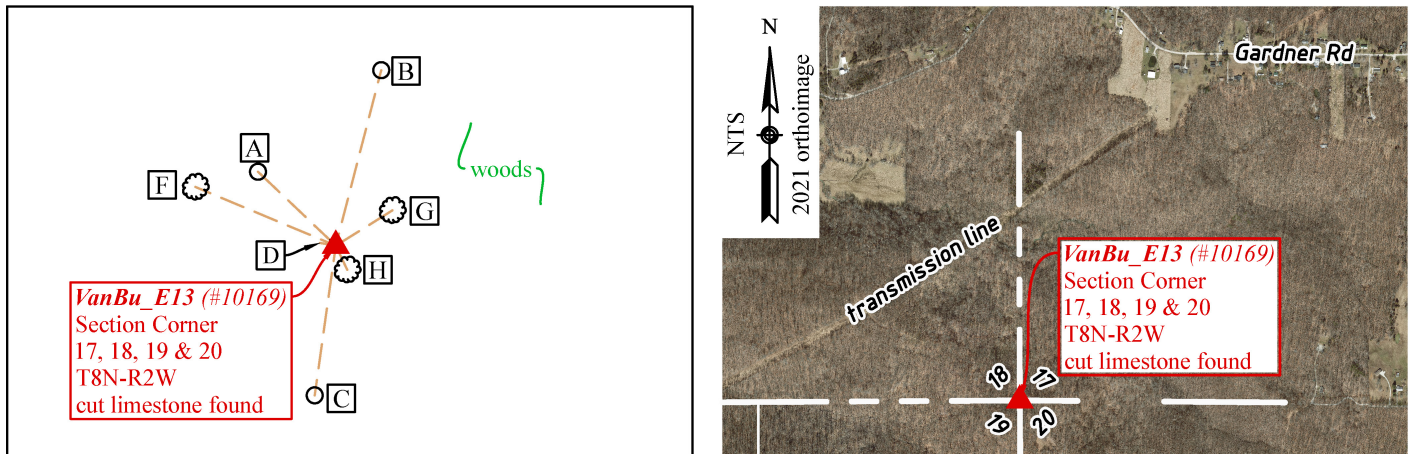 B
A
F
G
woods
D
H
VanBu_E13 (#10169)
Section Corner
17, 18, 19 & 20
T8N-R2W
cut limestone found
C
N
NTS
2021 orthoimage
Gardner Rd
transmission line
VanBu_E13 (#10169)
Section Corner
17, 18, 19 & 20
T8N-R2W
cut limestone found
18
17
19
20